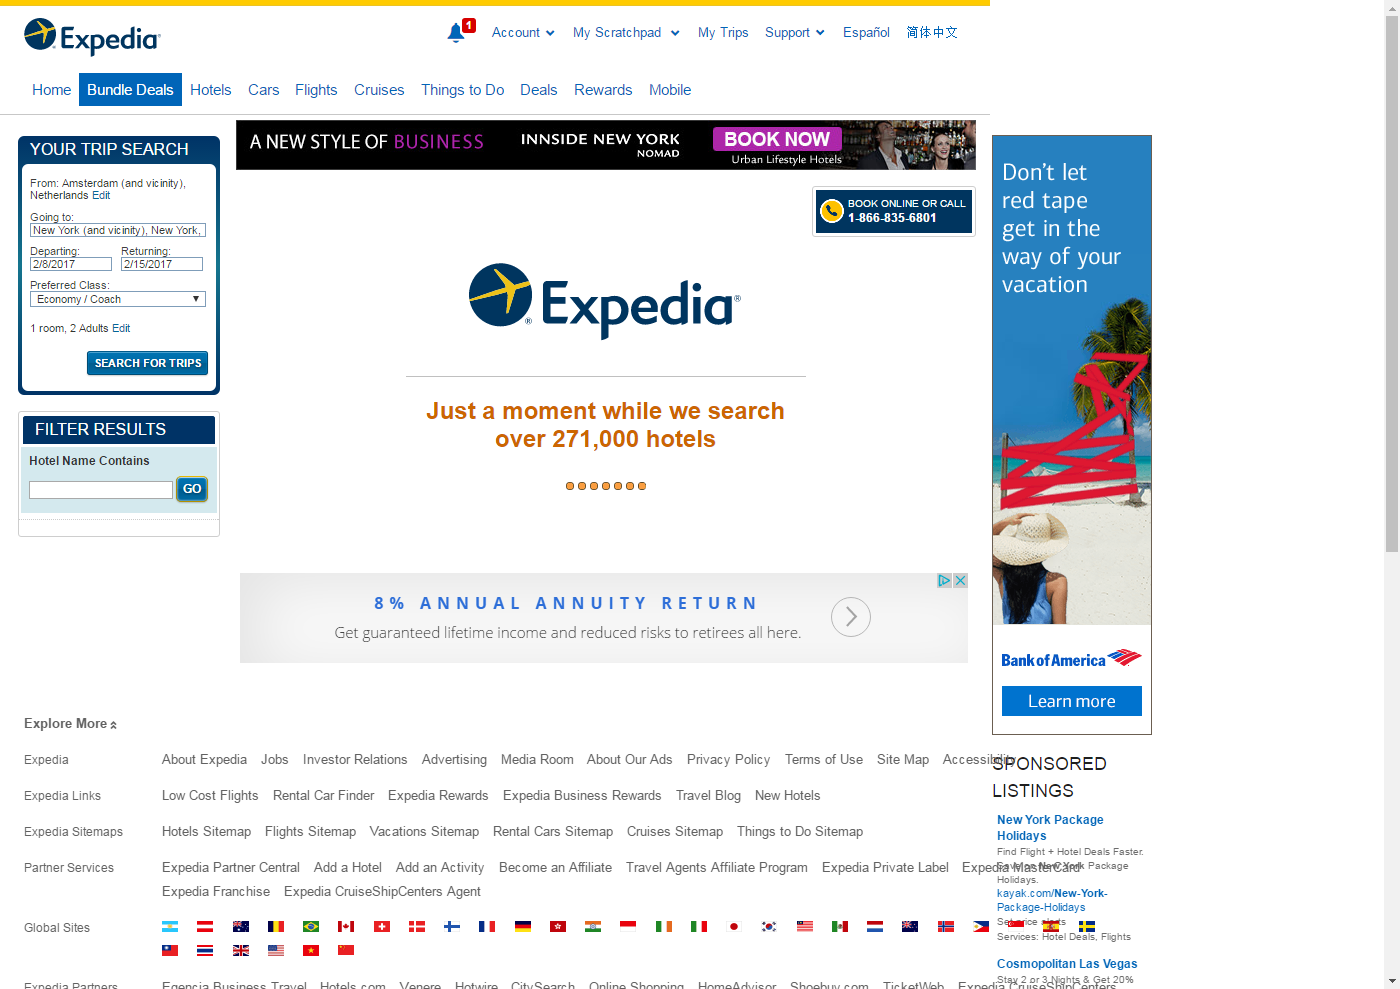 Expedia
1
Account
My Scratchpad
My Trips
Support
Español
简体中文
Home
Bundle Deals
Hotels
Cars
Flights
Cruises
Things to Do
Deals
Rewards
Mobile
YOUR TRIP SEARCH
From: Amsterdam (and vicinity),
Netherlands Edit
Going to:
New York (and vicinity), New York,
Departing: Returning:
2/8/2017 2/15/2017
Preferred Class:
Economy / Coach
1 room, 2 Adults Edit
SEARCH FOR TRIPS
FILTER RESULTS
Hotel Name Contains
GO
A NEW STYLE OF BUSINESS
INNSIDE NEW YORK
NOMAD
BOOK NOW
Urban Lifestyle Hotels
BOOK ONLINE OR CALL
1-866-835-6801
Expedia®
Just a moment while we search
over 271,000 hotels
8% ANNUAL ANNUITY RETURN
Get guaranteed lifetime income and reduced risks to retirees all here.
Don't let
red tape
get in the
way of your
vacation
Bank of America
Learn more
Explore More
Expedia About Expedia Jobs Investor Relations Advertising Media Room About Our Ads Privacy Policy Terms of Use Site Map Accessibility
Expedia Links Low Cost Flights Rental Car Finder Expedia Rewards Expedia Business Rewards Travel Blog New Hotels
Expedia Sitemaps Hotels Sitemap Flights Sitemap Vacations Sitemap Rental Cars Sitemap Cruises Sitemap Things to Do Sitemap
Partner Services Expedia Partner Central Add a Hotel Add an Activity Become an Affiliate Travel Agents Affiliate Program Expedia Private Label Expedia MasterCard
Expedia Franchise Expedia CruiseShipCenters Agent
Global Sites
Expedia Partners Egencia Business Travel Hotels.com Venere Hotwire CitySearch Online Shopping HomeAdvisor Shoebuy.com TicketWeb Expedia CruiseShipCenters
SPONSORED
LISTINGS
New York Package
Holidays
Find Flight + Hotel Deals Faster.
New York Package
Holidays.
kayak.com/New-York-
Package-Holidays
Set price alerts
Services: Hotel Deals, Flights
Cosmopolitan Las Vegas
Stay 2 or 3 Nights & Get 20%